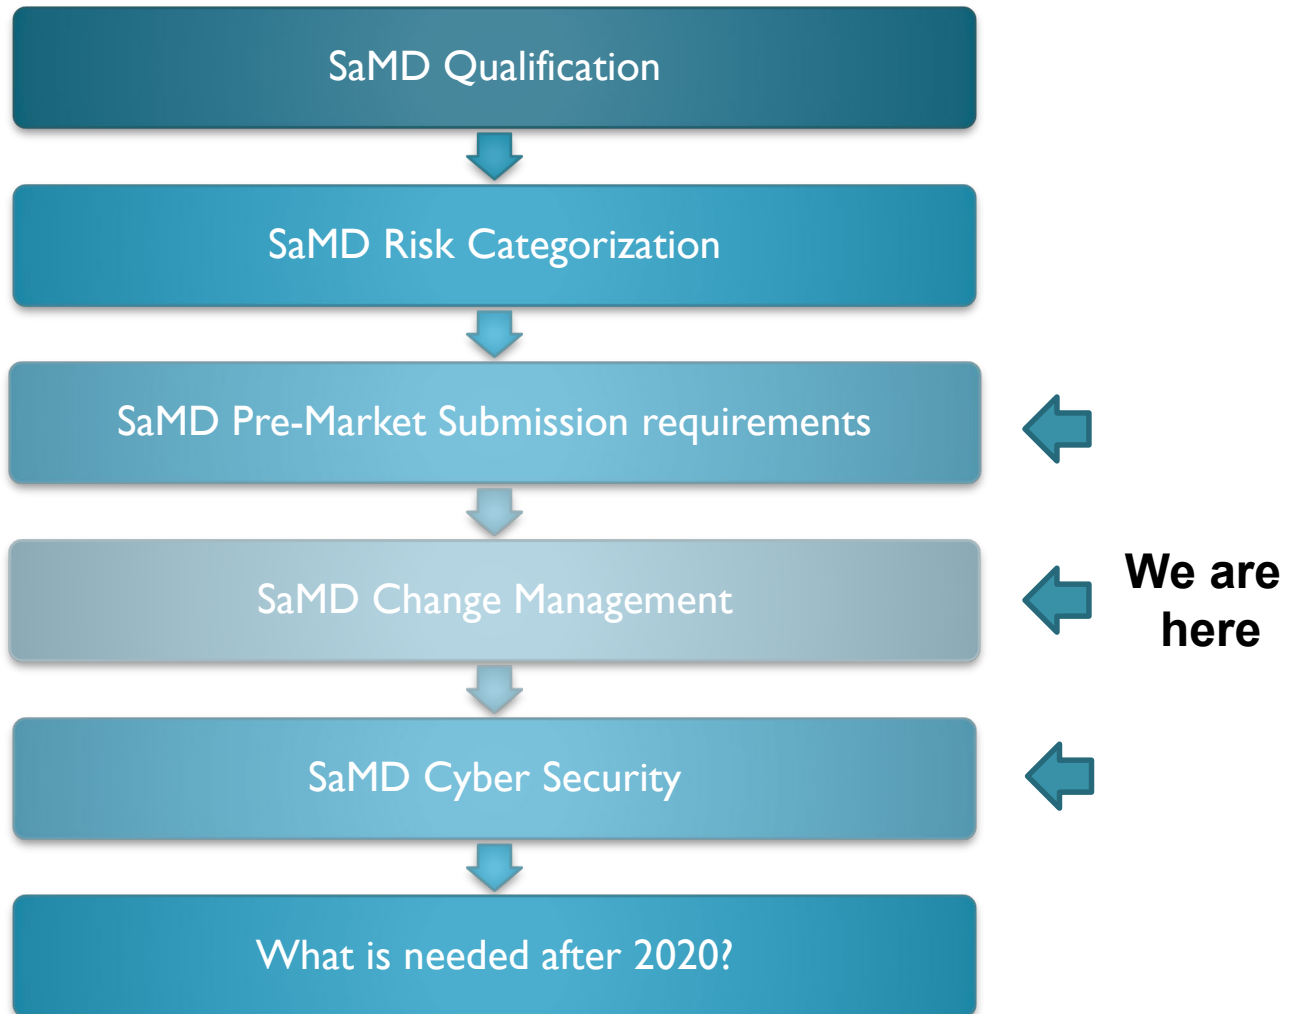 SaMD Qualification
SaMD Risk Categorization
SaMD Pre-Market Submission requirements
SaMD Change Management
We are
here
SaMD Cyber Security
What is needed after 2020?